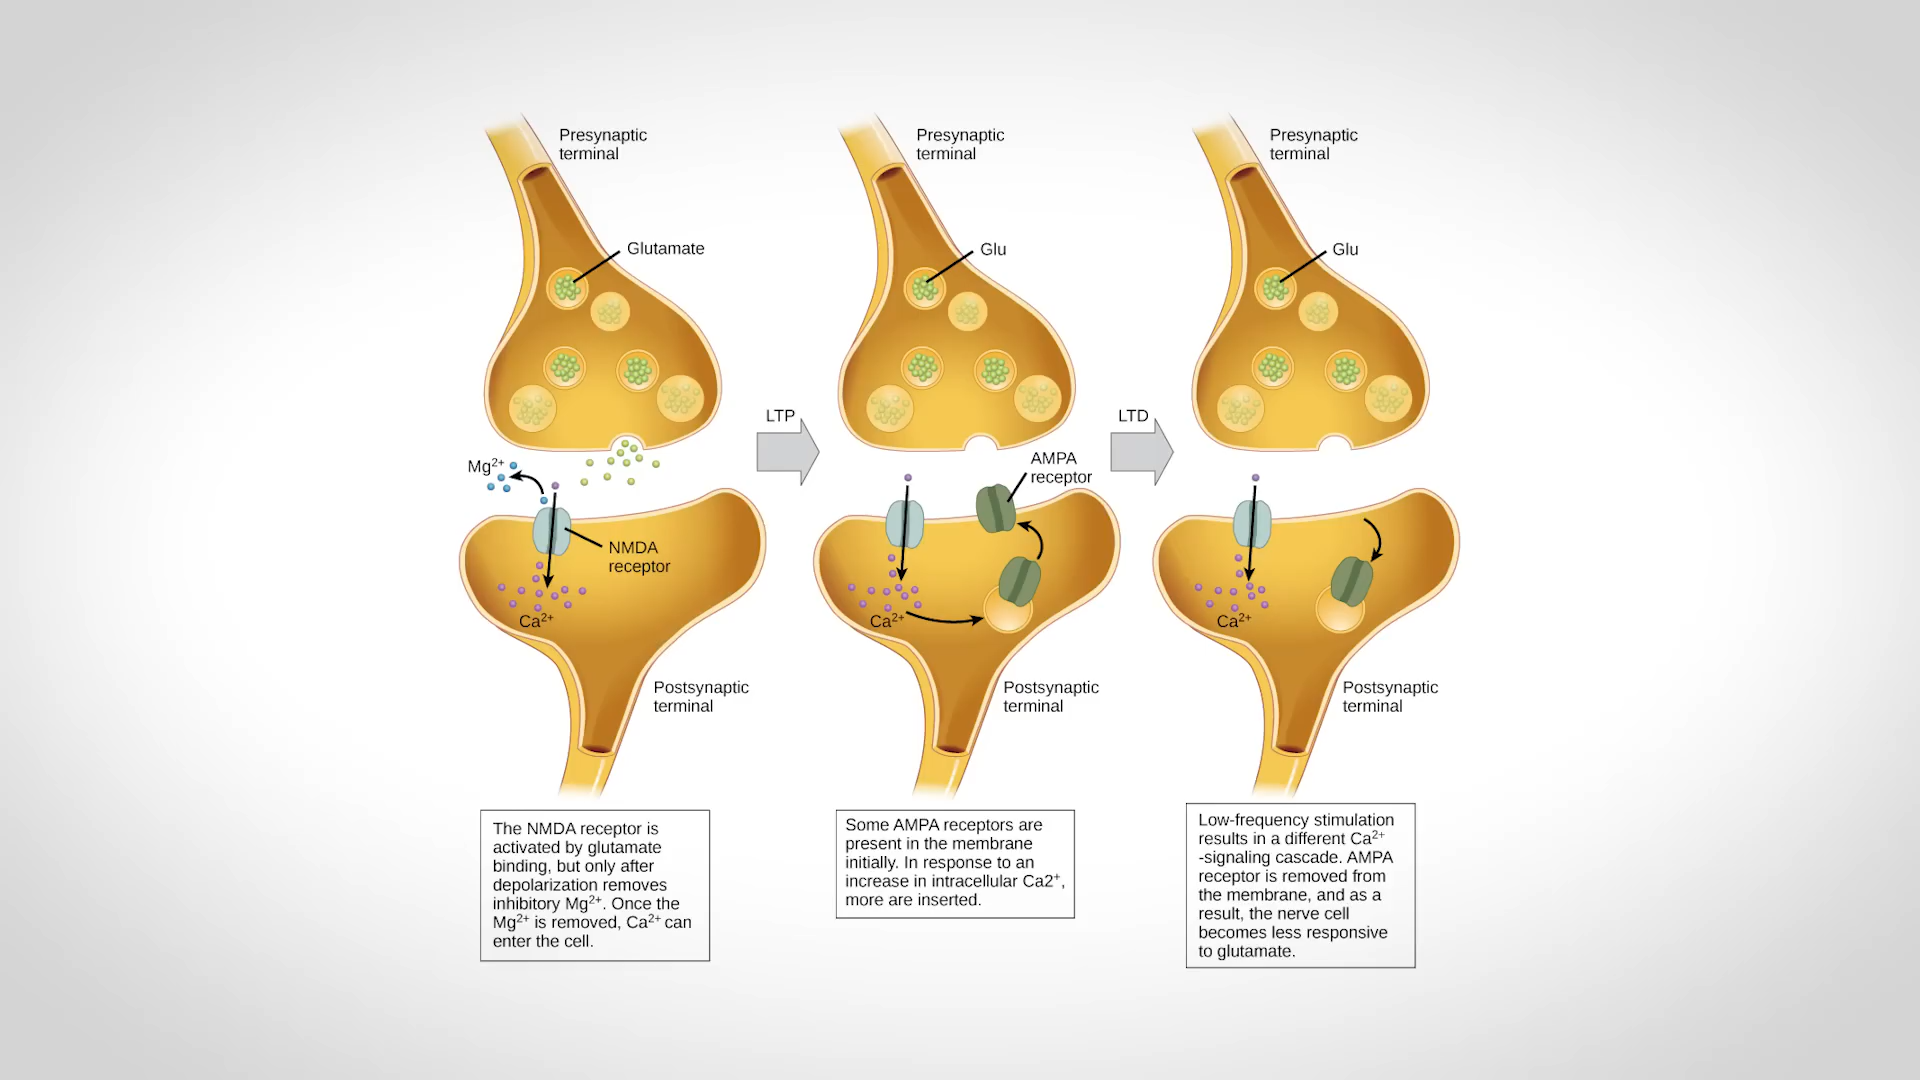 Presynaptic
terminal
Glutamate
Mg2+
NMDA
receptor
Ca2+
Postsynaptic
terminal
The NMDA receptor is
activated by glutamate
binding, but only after
depolarization removes
inhibitory Mg2+. Once the
Mg2+ is removed, Ca2+ can
enter the cell.
LTP
Presynaptic
terminal
Glu
AMPA
receptor
Ca2+
Postsynaptic
terminal
Some AMPA receptors are
present in the membrane
initially. In response to an
increase in intracellular Ca2+,
more are inserted.
LTD
Presynaptic
terminal
Glu
Ca2+
Postsynaptic
terminal
Low-frequency stimulation
results in a different Ca2+
-signaling cascade. AMPA
receptor is removed from
the membrane, and as a
result, the nerve cell
becomes less responsive
to glutamate.